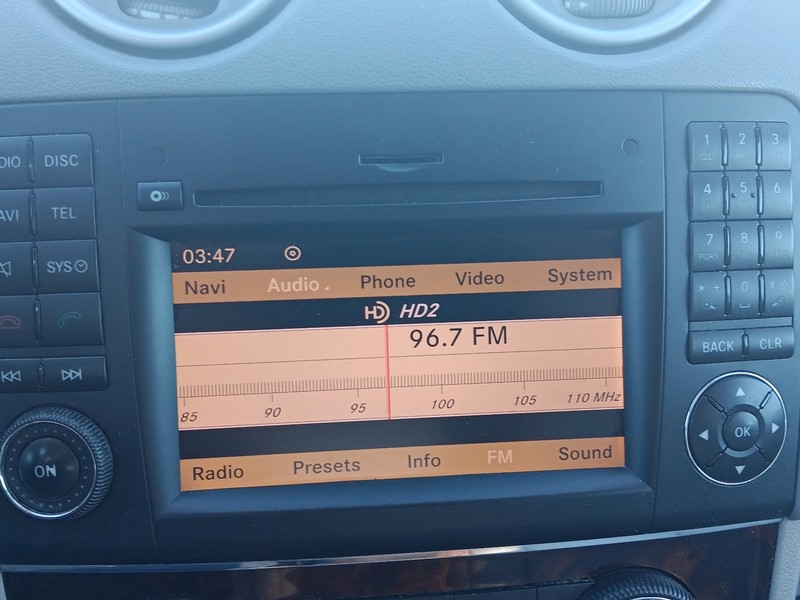 DISC
TEL
SYS
ON
03:47
Navi Audio Phone Video System
HD HD2
96.7 FM
85 90 95 100 105 110 MHz
Radio Presets Info FM Sound
1 2 3
4 5 6
7 8 9
* 0 #
BACK CLR
OK